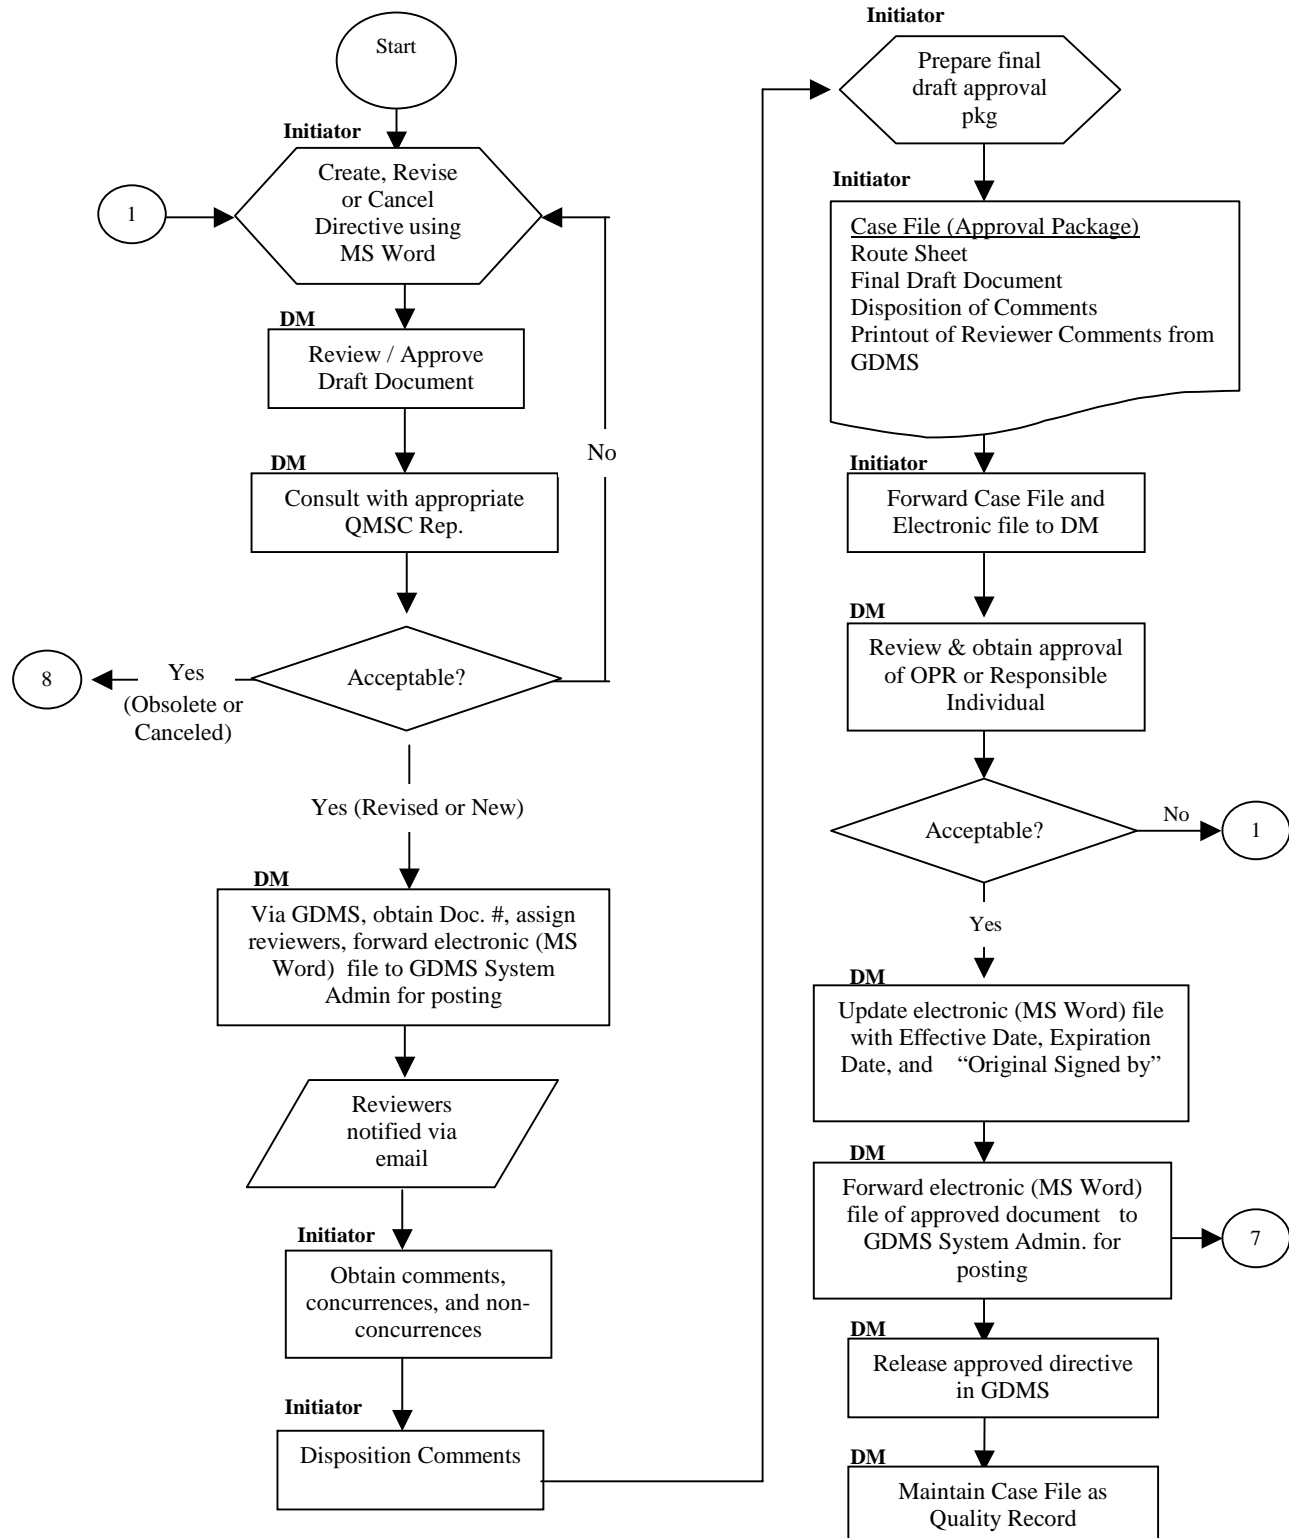 Start
Initiator
Create, Revise
or Cancel
Directive using
MS Word
1
DM
Review / Approve
Draft Document
DM
Consult with appropriate
QMSC Rep.
No
Acceptable?
8
Yes
(Obsolete or
Canceled)
Yes (Revised or New)
DM
Via GDMS, obtain Doc. #, assign
reviewers, forward electronic (MS
Word) file to GDMS System
Admin for posting
Reviewers
notified via
email
Initiator
Obtain comments,
concurrences, and non-
concurrences
Initiator
Disposition Comments
Initiator
Prepare final
draft approval
pkg
Initiator
Case File (Approval Package)
Route Sheet
Final Draft Document
Disposition of Comments
Printout of Reviewer Comments from
GDMS
Initiator
Forward Case File and
Electronic file to DM
DM
Review & obtain approval
of OPR or Responsible
Individual
Acceptable?
No
1
Yes
DM
Update electronic (MS Word) file
with Effective Date, Expiration
Date, and “Original Signed by”
DM
Forward electronic (MS Word)
file of approved document to
GDMS System Admin. for
posting
7
DM
Release approved directive
in GDMS
DM
Maintain Case File as
Quality Record